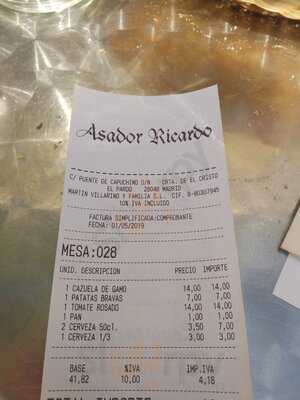 Asador Ricardo
C/ PUENTE DE CAPUCHINO S/N CRTA. DE EL CRISTO
EL PARDO 28048 MADRID
MARTIN VILLARINO Y FAMILIA S.L. CIF. B-80307945
10% IVA INCLUIDO
FACTURA SIMPLIFICADA/COMPROBANTE
FECHA: 01/05/2019
MESA:028
UNID. DESCRIPCION PRECIO IMPORTE
1 CAZUELA DE GAMO 14,00 14,00
1 PATATAS BRAVAS 7,00 7,00
1 TOMATE ROSADO 14,00 14,00
1 PAN 1,00 1,00
2 CERVEZA 50cl. 3,50 7,00
1 CERVEZA 1/3 3,00 3,00
BASE %IVA IMP.IVA
41,82 10,00 4,18
TOTAL IMPORTE